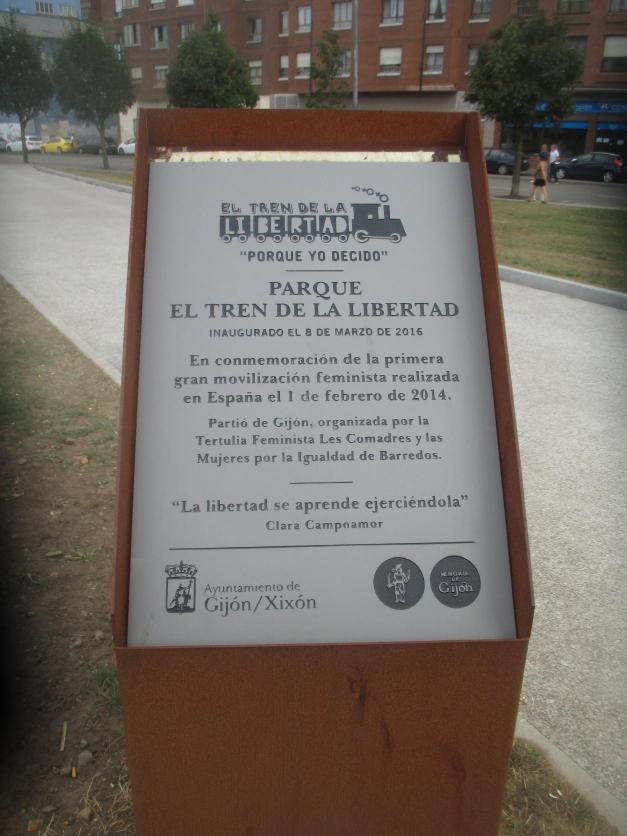 EL TREN DE LA
LIBERTAD
"PORQUE YO DECIDO"
PARQUE
EL TREN DE LA LIBERTAD
INAUGURADO EL 8 DE MARZO DE 2016
En conmemoración de la primera
gran movilización feminista realizada
en España el 1 de febrero de 2014.
Partió de Gijón, organizada por la
Tertulia Feminista Les Comadres y las
Mujeres por la Igualdad de Barredos.
"La libertad se aprende ejerciéndola"
Clara Campoamor
Ayuntamiento de
Gijón/Xixón
MEMORIA
DE
Gijón